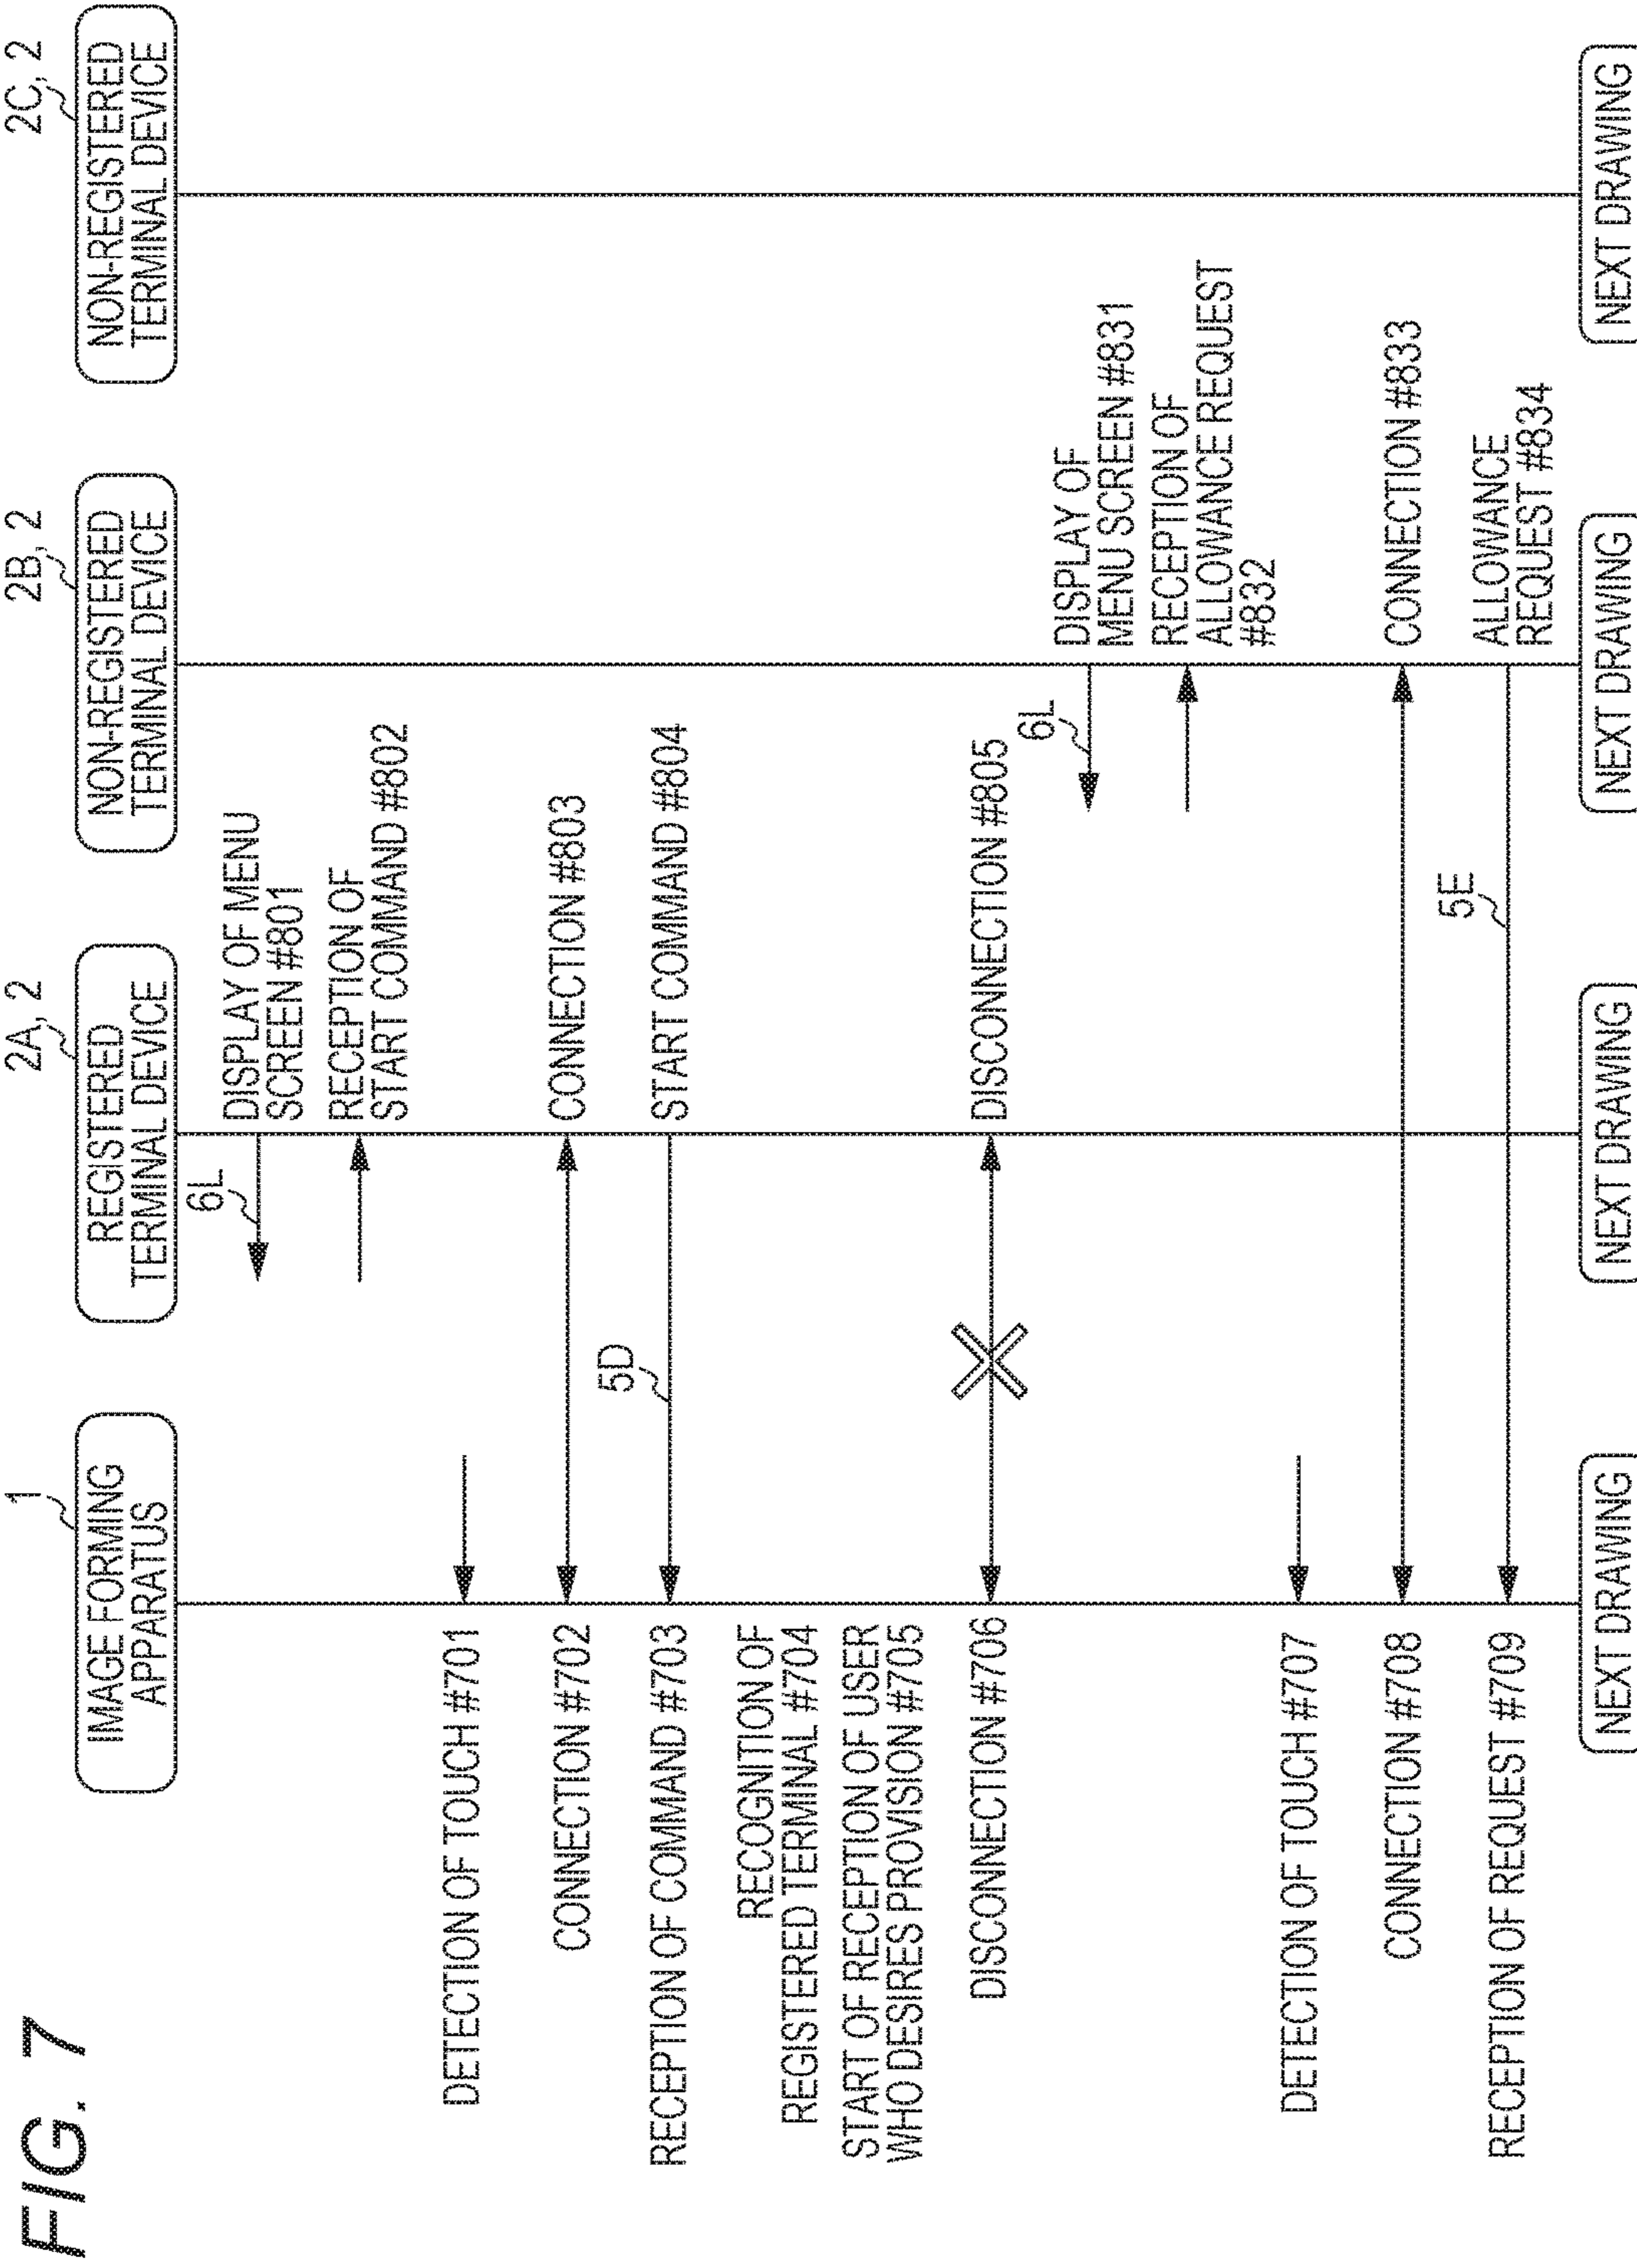 FIG. 7
1
IMAGE FORMING
APPARATUS
2A, 2
REGISTERED
TERMINAL DEVICE
2B, 2
NON-REGISTERED
TERMINAL DEVICE
2C, 2
NON-REGISTERED
TERMINAL DEVICE
6L
DISPLAY OF MENU
SCREEN #801
RECEPTION OF
START COMMAND #802
DETECTION OF TOUCH #701
CONNECTION #702
CONNECTION #803
5D
RECEPTION OF COMMAND #703
START COMMAND #804
RECOGNITION OF
REGISTERED TERMINAL #704
START OF RECEPTION OF USER
WHO DESIRES PROVISION #705
DISCONNECTION #706
DISCONNECTION #805
6L
DISPLAY OF
MENU SCREEN #831
RECEPTION OF
ALLOWANCE REQUEST
#832
DETECTION OF TOUCH #707
CONNECTION #708
CONNECTION #833
5E
RECEPTION OF REQUEST #709
ALLOWANCE
REQUEST #834
NEXT DRAWING
NEXT DRAWING
NEXT DRAWING
NEXT DRAWING